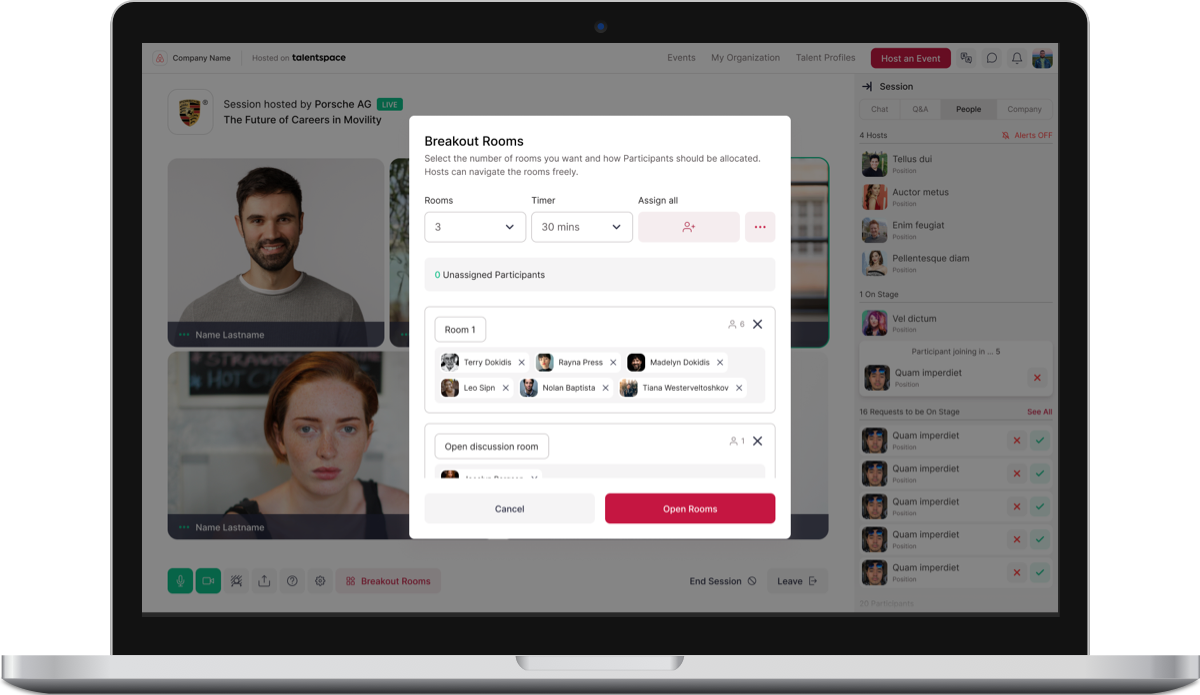 Company Name
Hosted on talentspace
Events
My Organization
Talent Profiles
Host an Event
Session hosted by Porsche AG LIVE
The Future of Careers in Movility
Name Lastname
STRAWBERR
HOT CH
Name Lastname
Breakout Rooms
Select the number of rooms you want and how Participants should be allocated.
Hosts can navigate the rooms freely.
Rooms
Timer
Assign all
3
30 mins
0 Unassigned Participants
Room 1
6
Terry Dokidis
Rayna Press
Madelyn Dokidis
Leo Sipn
Nolan Baptista
Tiana Westerveltoshkov
Open discussion room
1
Cancel
Open Rooms
Breakout Rooms
End Session
Leave
Session
Chat
Q&A
People
Company
4 Hosts
Alerts OFF
Tellus dui
Position
Auctor metus
Position
Enim feugiat
Position
Pellentesque diam
Position
1 On Stage
Vel dictum
Position
Participant joining in ... 5
Quam imperdiet
Position
16 Requests to be On Stage
See All
Quam imperdiet
Position
Quam imperdiet
Position
Quam imperdiet
Position
Quam imperdiet
Position
Quam imperdiet
Position
20 Participants